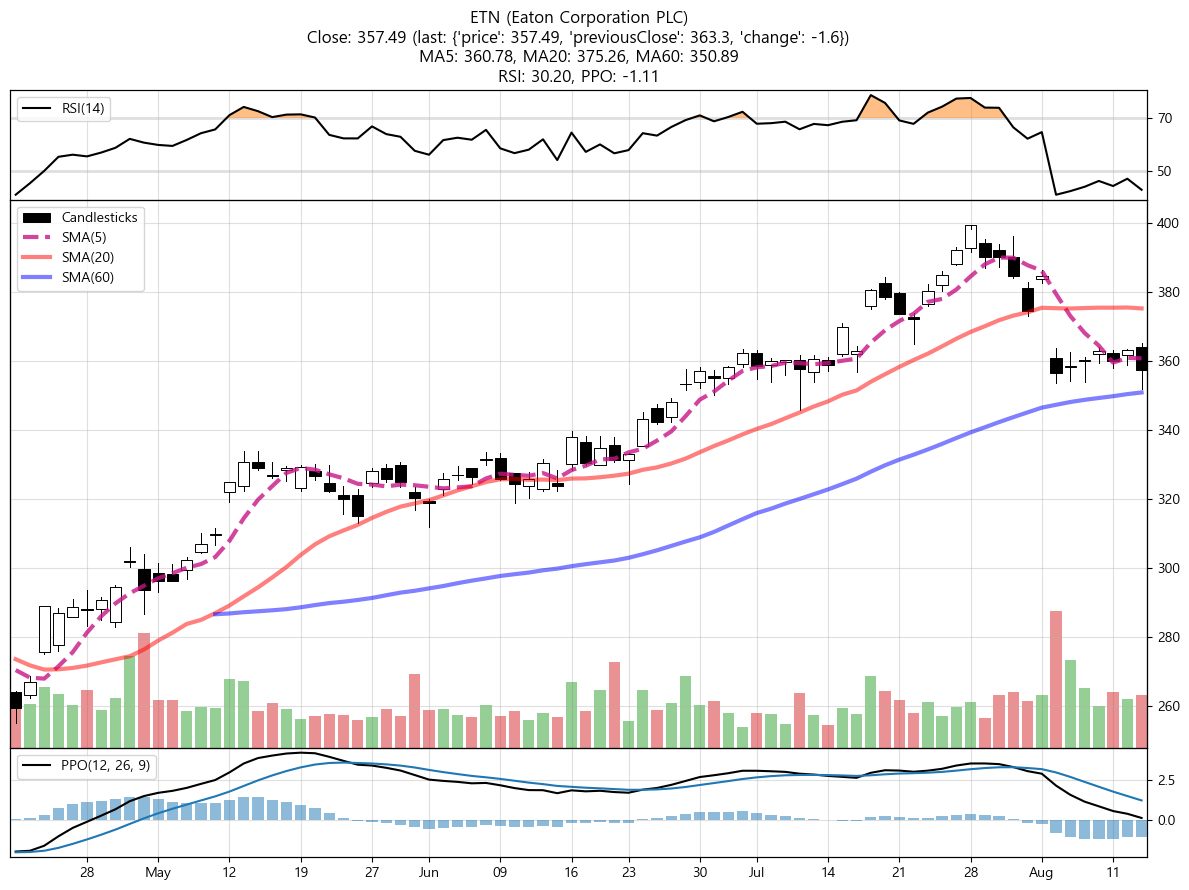 ETN (Eaton Corporation PLC)
Close: 357.49 (last: {'price': 357.49, 'previousClose': 363.3, 'change': -1.6})
MA5: 360.78, MA20: 375.26, MA60: 350.89
RSI: 30.20, PPO: -1.11
RSI(14)
70
50
Candlesticks
SMA(5)
SMA(20)
SMA(60)
400
380
360
340
320
300
280
260
PPO(12, 26, 9)
2.5
0.0
28 May 12 19 27 Jun 09 16 23 30 Jul 14 21 28 Aug 11